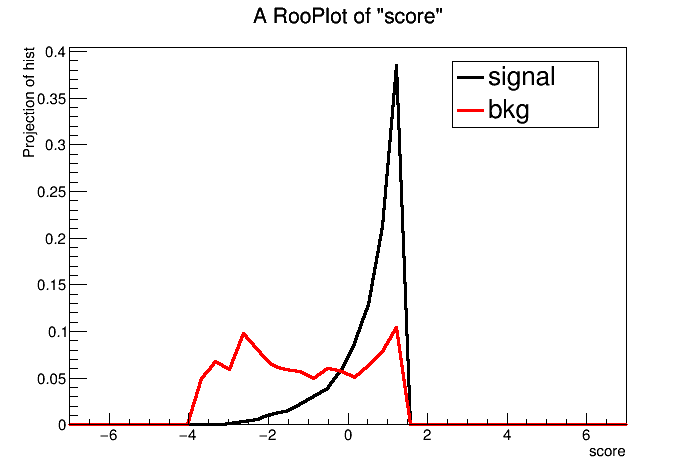 A RooPlot of "score"
Projection of hist
0.4
0.35
0.3
0.25
0.2
0.15
0.1
0.05
0
signal
bkg
−6 −4 −2 0 2 4 6
score